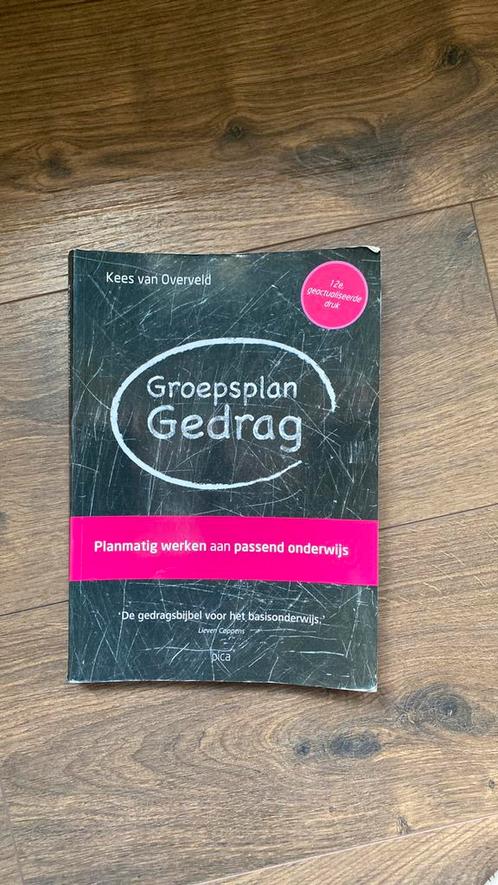 Kees van Overveld
12e,
geactualiseerde
druk
Groepsplan
Gedrag
Planmatig werken aan passend onderwijs
'De gedragsbijbel voor het basisonderwijs.'
Lieven Coppens
pica